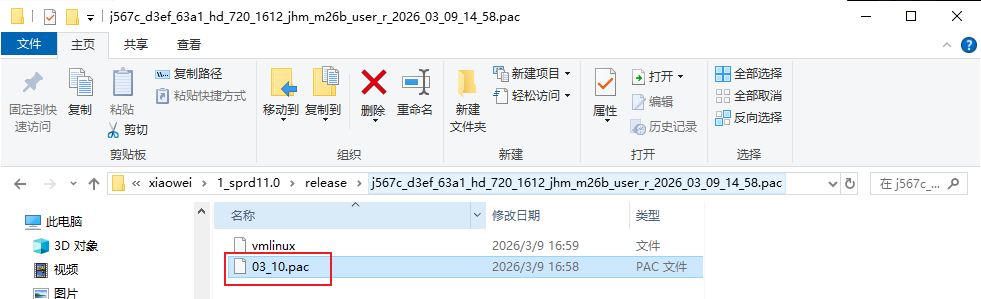 j567c_d3ef_63a1_hd_720_1612_jhm_m26b_user_r_2026_03_09_14_58.pac
文件 主页 共享 查看
固定到快速访问
复制
粘贴
复制路径
粘贴快捷方式
剪切
剪贴板
移动到
复制到
删除
重命名
组织
新建文件夹
新建项目
轻松访问
新建
属性
打开
编辑
历史记录
打开
全部选择
全部取消
反向选择
选择
« xiaowei > 1_sprd11.0 > release > j567c_d3ef_63a1_hd_720_1612_jhm_m26b_user_r_2026_03_09_14_58.pac
在 j567c_...
此电脑
3D 对象
视频
图片
名称 修改日期 类型
vmlinux 2026/3/9 16:59 文件
03_10.pac 2026/3/9 16:58 PAC 文件